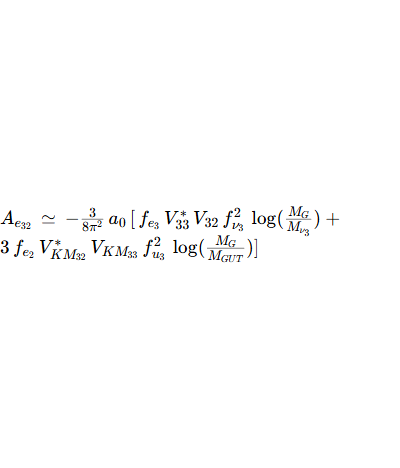 $A_{e_{32}} \simeq -\frac{3}{8\pi^2} a_0 [ f_{e_3} V_{33}^* V_{32} f_{\nu_3}^2 \log(\frac{M_G}{M_{\nu_3}}) +$
$3 f_{e_2} V_{KM_{32}}^* V_{KM_{33}} f_{u_3}^2 \log(\frac{M_G}{M_{GUT}})]$